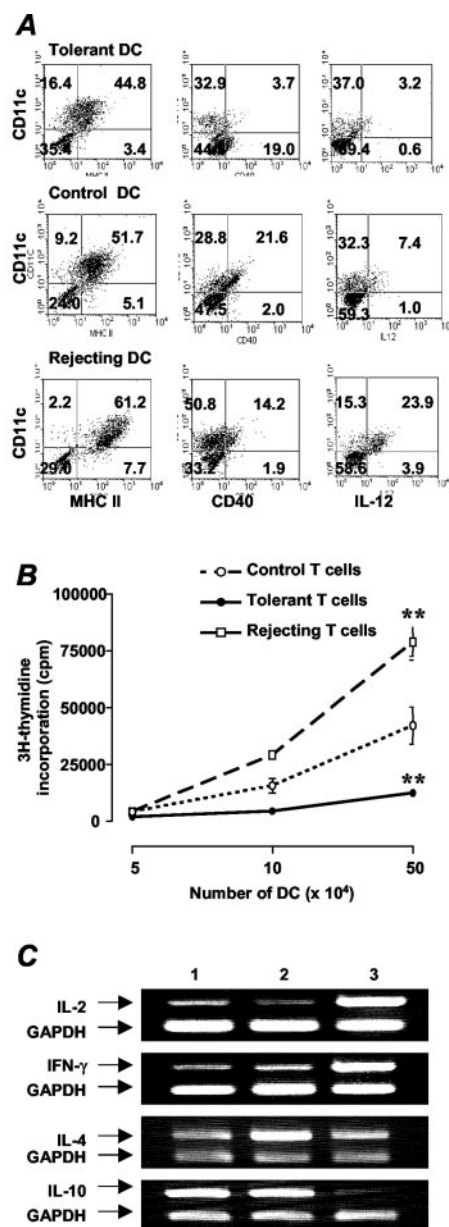 A
Tolerant DC
CD11c
16.4 44.8
35.4 3.4
32.9 3.7
19.0
37.0 3.2
0.6
Control DC
CD11c
9.2 51.7
24.0 5.1
MHC II
28.8 21.6
47.5 2.0
CD40
32.3 7.4
59.3 1.0
IL12
Rejecting DC
CD11c
2.2 61.2
29.0 7.7
50.8 14.2
33.2 1.9
15.3 23.9
58.6 3.9
MHC II CD40 IL-12
B
Control T cells
Tolerant T cells
Rejecting T cells
3H-thymidine
incorporation (cpm)
100000
75000
50000
25000
0
**
**
5 10 50
Number of DC (x 10⁴)
C
1 2 3
IL-2
GAPDH
IFN-γ
GAPDH
IL-4
GAPDH
IL-10
GAPDH